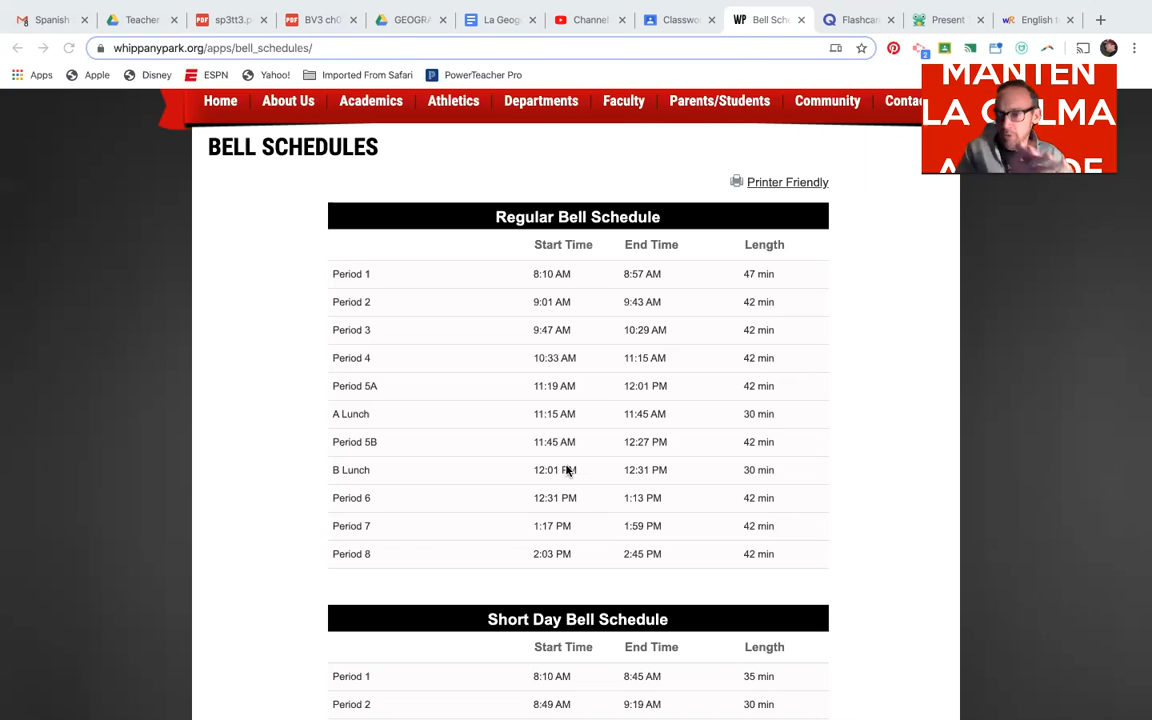 Spanish
Teacher
sp3tt3.p
BV3 ch0
GEOGRA
La Geog
Channel
Classwo
WP Bell Sch
Flashcar
Present
wR English t
whippanypark.org/apps/bell_schedules/
2
Apps Apple Disney ESPN Yahoo! Imported From Safari PowerTeacher Pro
MANTEN
LA CALMA
Home About Us Academics Athletics Departments Faculty Parents/Students Community Contac
BELL SCHEDULES
Printer Friendly
Regular Bell Schedule
Start Time End Time Length
Period 1 8:10 AM 8:57 AM 47 min
Period 2 9:01 AM 9:43 AM 42 min
Period 3 9:47 AM 10:29 AM 42 min
Period 4 10:33 AM 11:15 AM 42 min
Period 5A 11:19 AM 12:01 PM 42 min
A Lunch 11:15 AM 11:45 AM 30 min
Period 5B 11:45 AM 12:27 PM 42 min
B Lunch 12:01 PM 12:31 PM 30 min
Period 6 12:31 PM 1:13 PM 42 min
Period 7 1:17 PM 1:59 PM 42 min
Period 8 2:03 PM 2:45 PM 42 min
Short Day Bell Schedule
Start Time End Time Length
Period 1 8:10 AM 8:45 AM 35 min
Period 2 8:49 AM 9:19 AM 30 min